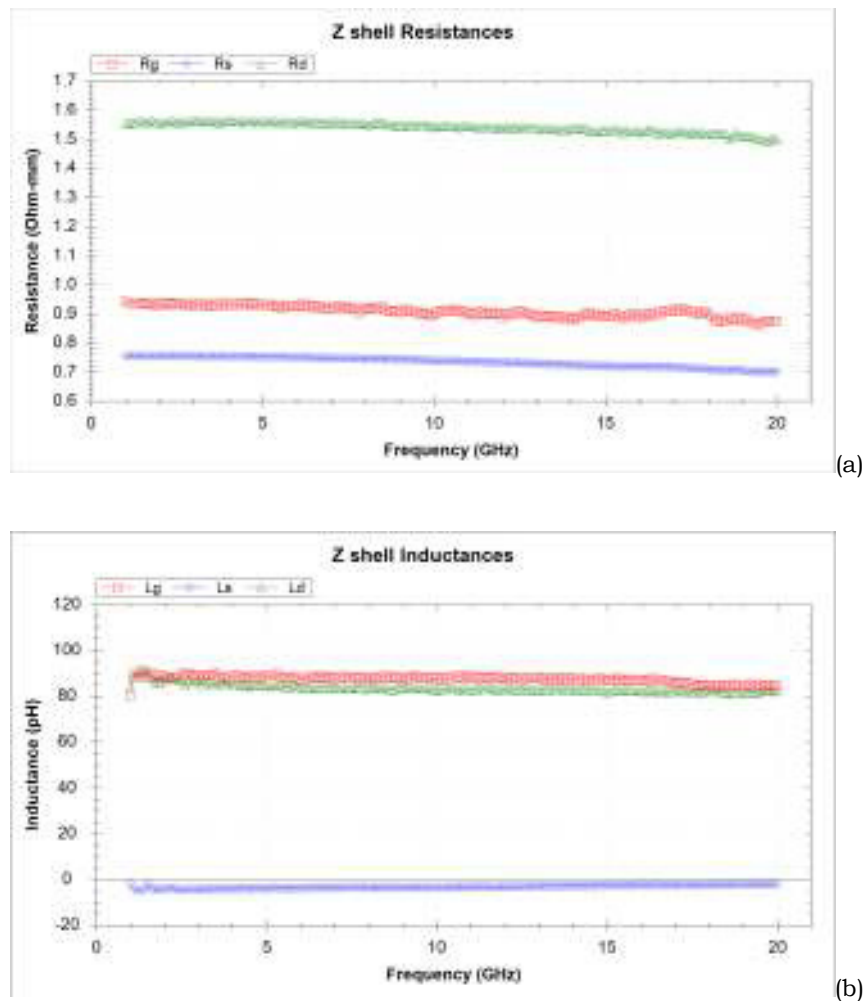 Z shell Resistances
Rg Rs Rd
1.7
1.6
1.5
1.4
1.3
1.2
1.1
1.0
0.9
0.8
0.7
0.6
Resistance (Ohm-mm)
0 5 10 15 20
Frequency (GHz)
(a)
Z shell Inductances
Lg Ls Ld
120
100
80
60
40
20
0
-20
Inductance (pH)
0 5 10 15 20
Frequency (GHz)
(b)